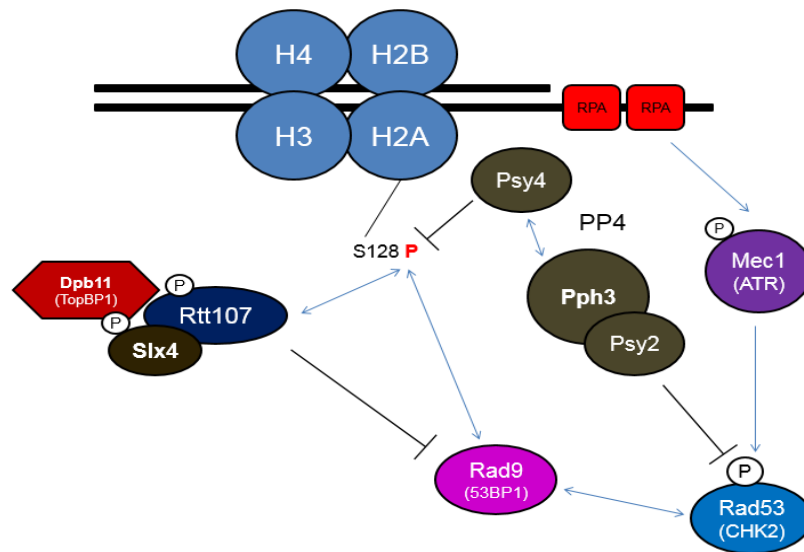 H4
H2B
RPA
RPA
H3
H2A
Psy4
PP4
S128 P
P
Mec1
(ATR)
Dpb11
(TopBP1)
P
Rtt107
P
Slx4
Pph3
Psy2
Rad9
(53BP1)
P
Rad53
(CHK2)